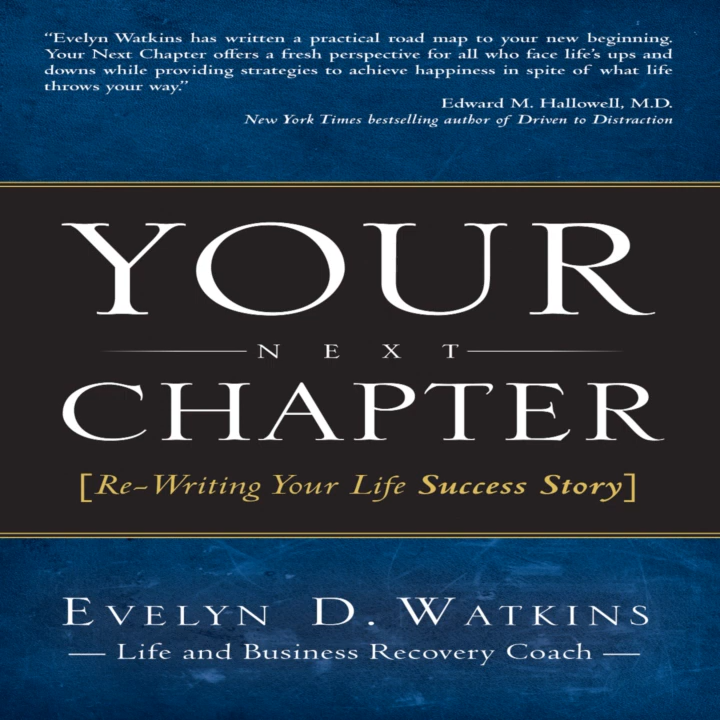 “Evelyn Watkins has written a practical road map to your new beginning.
Your Next Chapter offers a fresh perspective for all who face life’s ups and
downs while providing strategies to achieve happiness in spite of what life
throws your way.”
Edward M. Hallowell, M.D.
New York Times bestselling author of Driven to Distraction
YOUR
NEXT
CHAPTER
[Re-Writing Your Life Success Story]
EVELYN D. WATKINS
— Life and Business Recovery Coach —